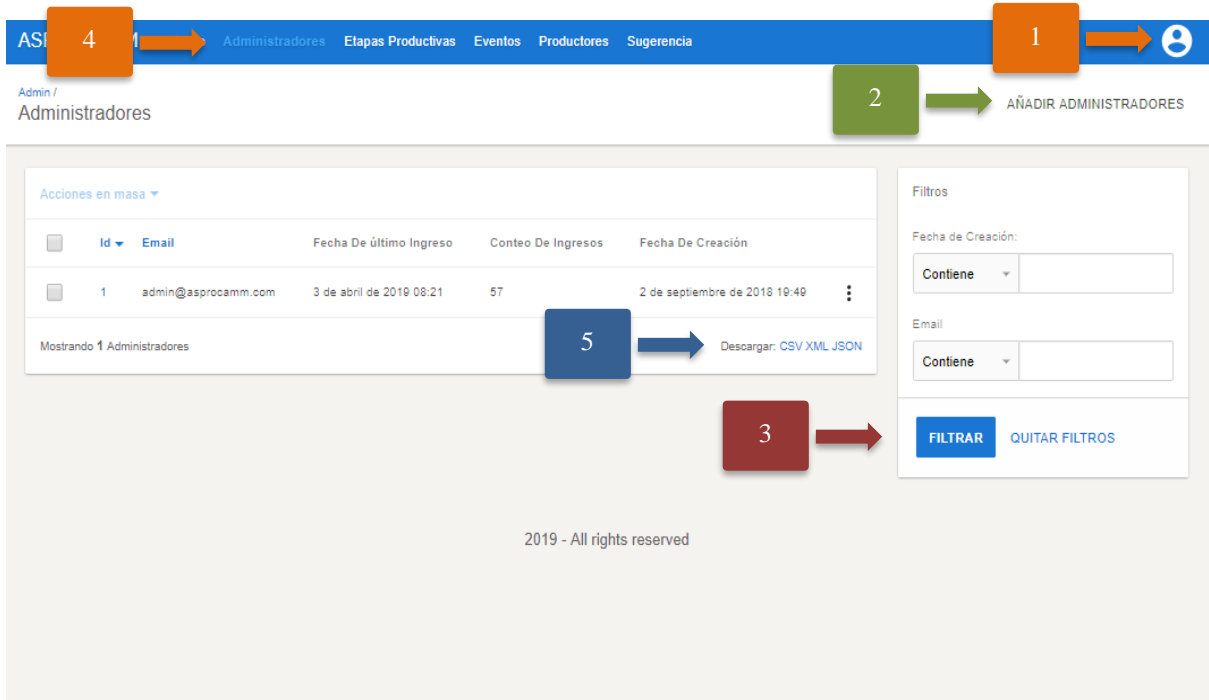 4
1
Administradores Etapas Productivas Eventos Productores Sugerencia
Admin /
Administradores
2
AÑADIR ADMINISTRADORES
Acciones en masa
Id Email Fecha De último Ingreso Conteo De Ingresos Fecha De Creación
1 admin@asprocamm.com 3 de abril de 2019 08:21 57 2 de septiembre de 2018 19:49
Mostrando 1 Administradores
5
Descargar: CSV XML JSON
Filtros
Fecha de Creación:
Contiene
Email
Contiene
3
FILTRAR QUITAR FILTROS
2019 - All rights reserved